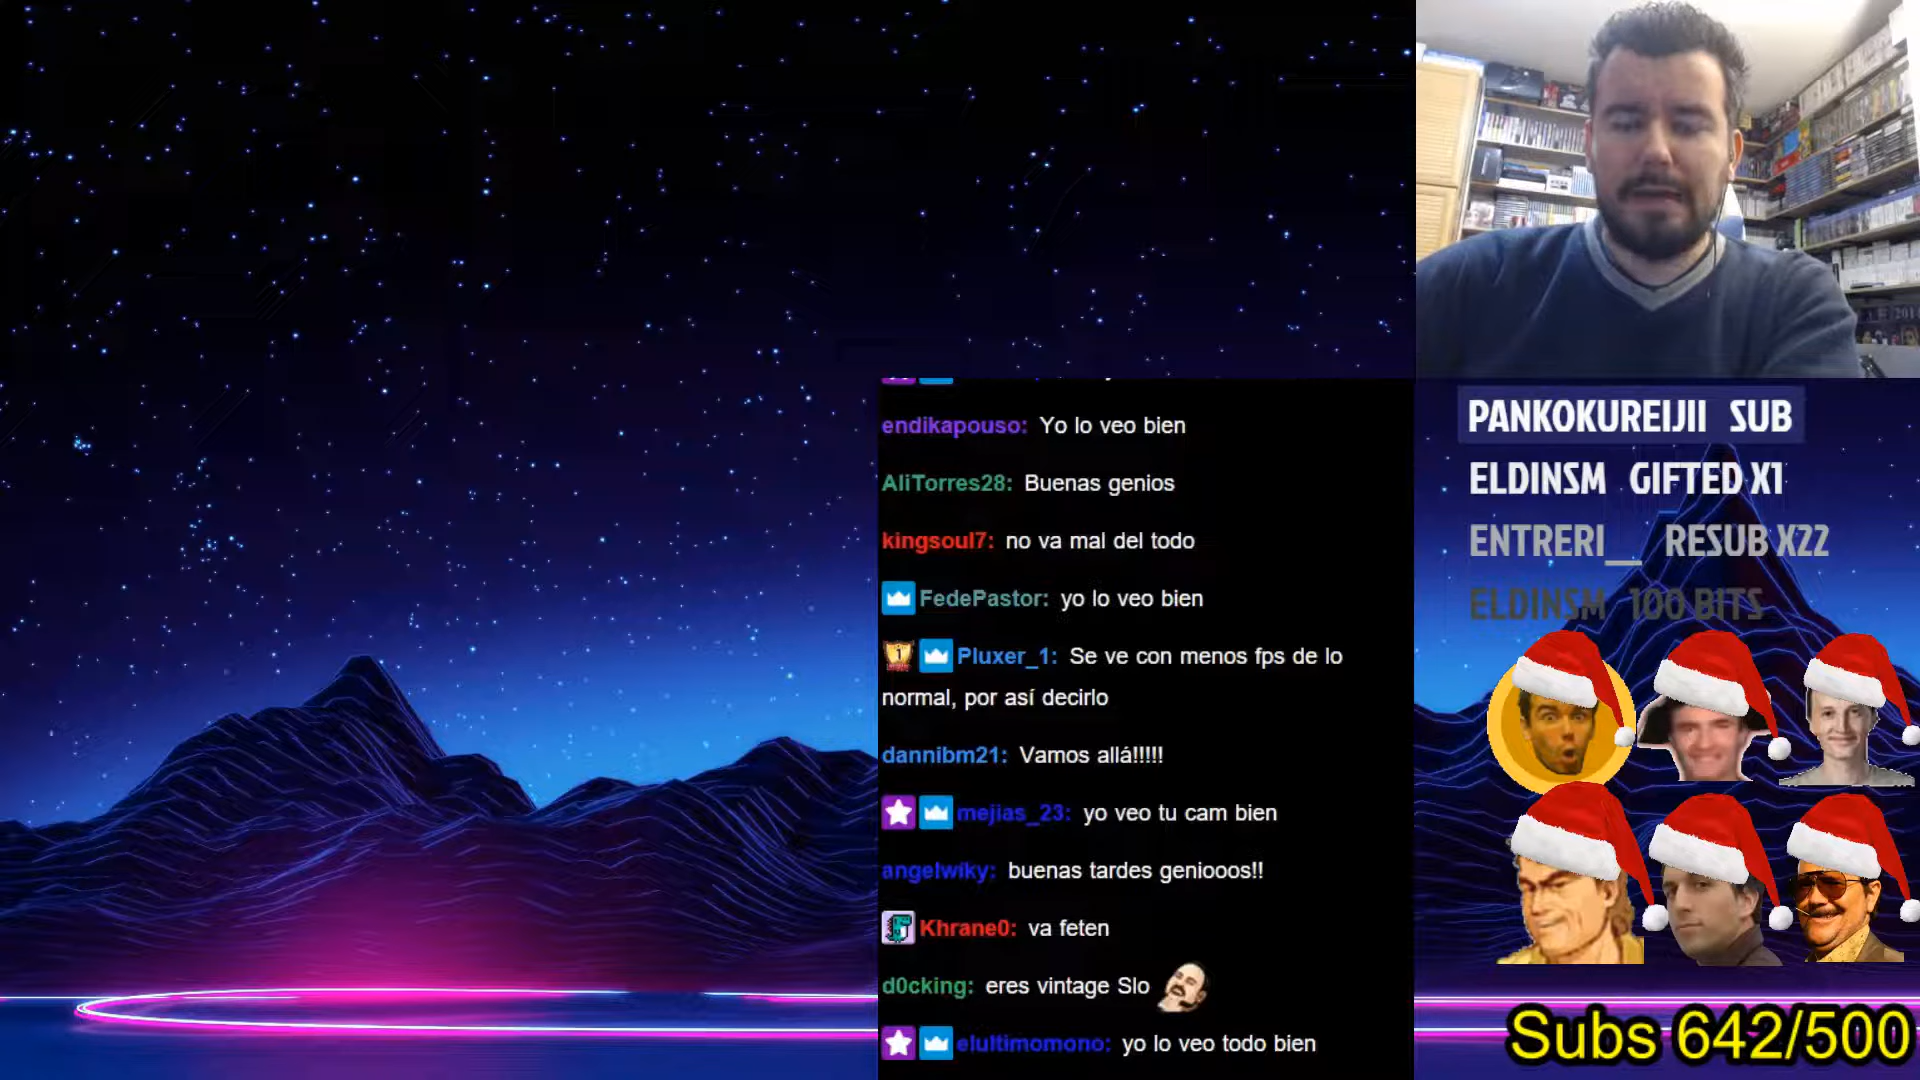 endikapouso: Yo lo veo bien
AliTorres28: Buenas genios
kingsoul7: no va mal del todo
FedePastor: yo lo veo bien
1 Pluxer_1: Se ve con menos fps de lo
normal, por así decirlo
dannibm21: Vamos allá!!!!!
mejias_23: yo veo tu cam bien
angelwiky: buenas tardes geniooos!!
Khrane0: va feten
d0cking: eres vintage Slo
elultimomono: yo lo veo todo bien
PANKOKUREIJII SUB
ELDINSM GIFTED X1
ENTRERI__ RESUB X22
ELDINSM 100 BITS
Subs 642/500